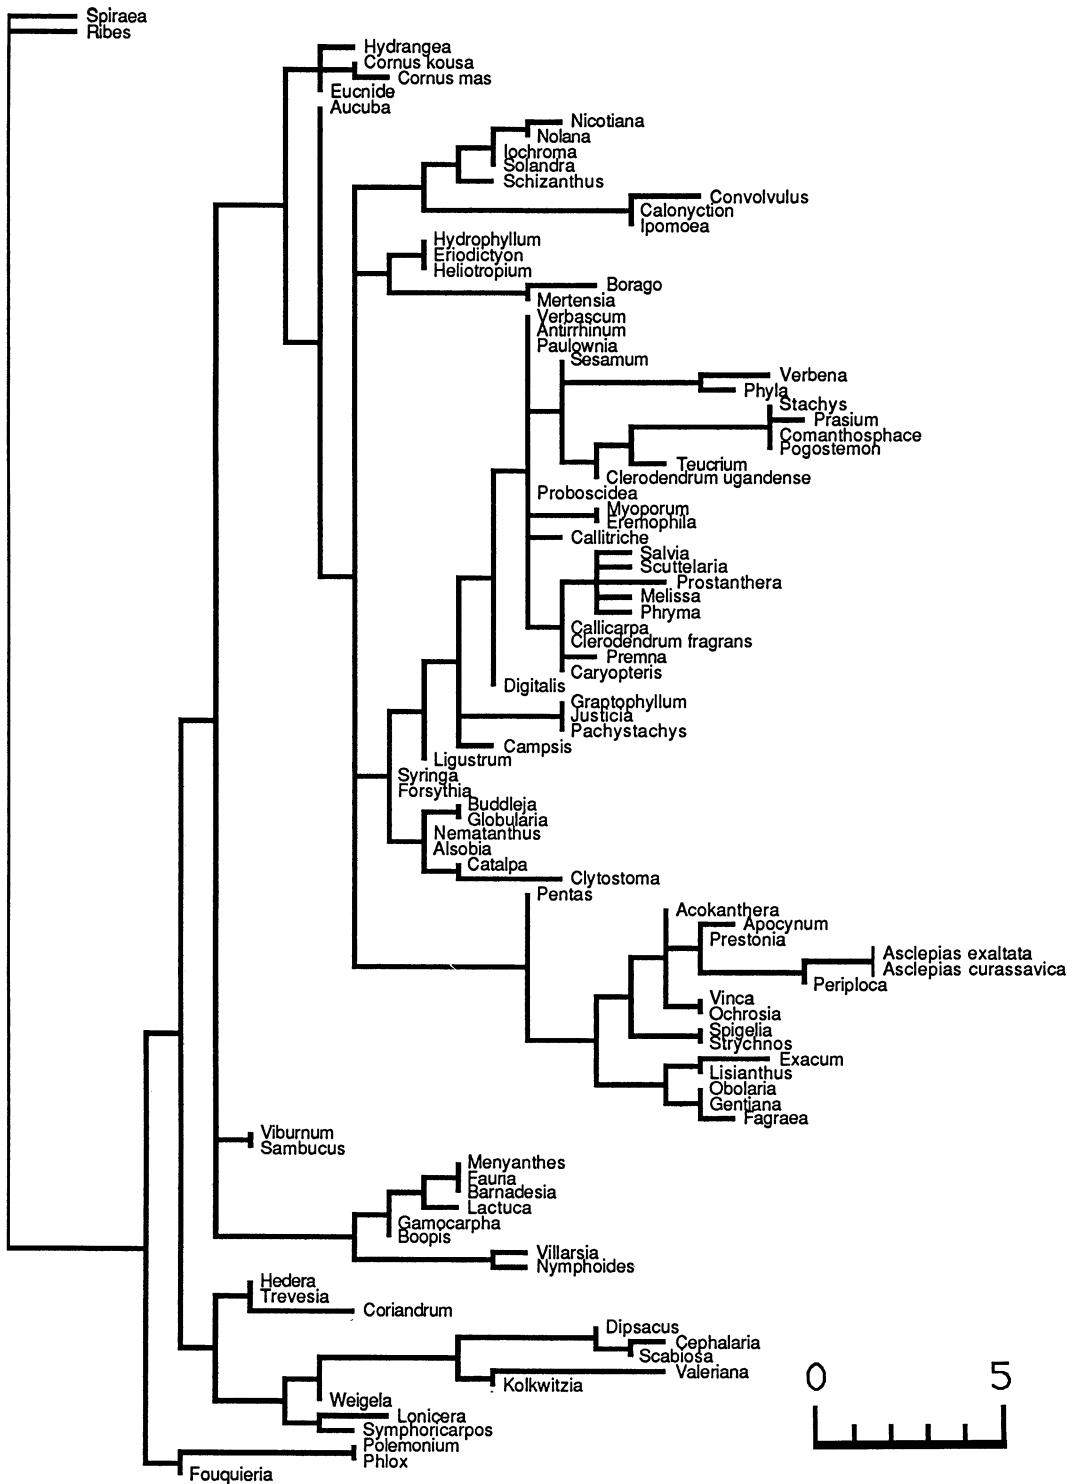 Spiraea
Ribes
Hydrangea
Cornus kousa
Cornus mas
Eucnide
Aucuba
Nicotiana
Nolana
Iochroma
Solandra
Schizanthus
Convolvulus
Calonyction
Ipomoea
Hydrophyllum
Eriodictyon
Heliotropium
Borago
Mertensia
Verbascum
Antirrhinum
Paulownia
Sesamum
Verbena
Phyla
Stachys
Prasium
Comanthosphace
Pogostemon
Teucrium
Clerodendrum ugandense
Proboscidea
Myoporum
Eremophila
Callitriche
Salvia
Scuttelaria
Prostanthera
Melissa
Phryma
Callicarpa
Clerodendrum fragrans
Premna
Caryopteris
Digitalis
Graptophyllum
Justicia
Pachystachys
Campsis
Ligustrum
Syringa
Forsythia
Buddleja
Globularia
Nematanthus
Alsobia
Catalpa
Clytostoma
Pentas
Acokanthera
Apocynum
Prestonia
Asclepias exaltata
Asclepias curassavica
Periploca
Vinca
Ochrosia
Spigelia
Strychnos
Exacum
Lisianthus
Obolaria
Gentiana
Fagraea
Viburnum
Sambucus
Menyanthes
Fauria
Barnadesia
Lactuca
Gamocarpha
Boopis
Villarsia
Nymphoides
Hedera
Trevesia
Coriandrum
Dipsacus
Cephalaria
Scabiosa
Valeriana
Kolkwitzia
Weigela
Lonicera
Symphoricarpos
Polemonium
Phlox
Fouquieria
0 5